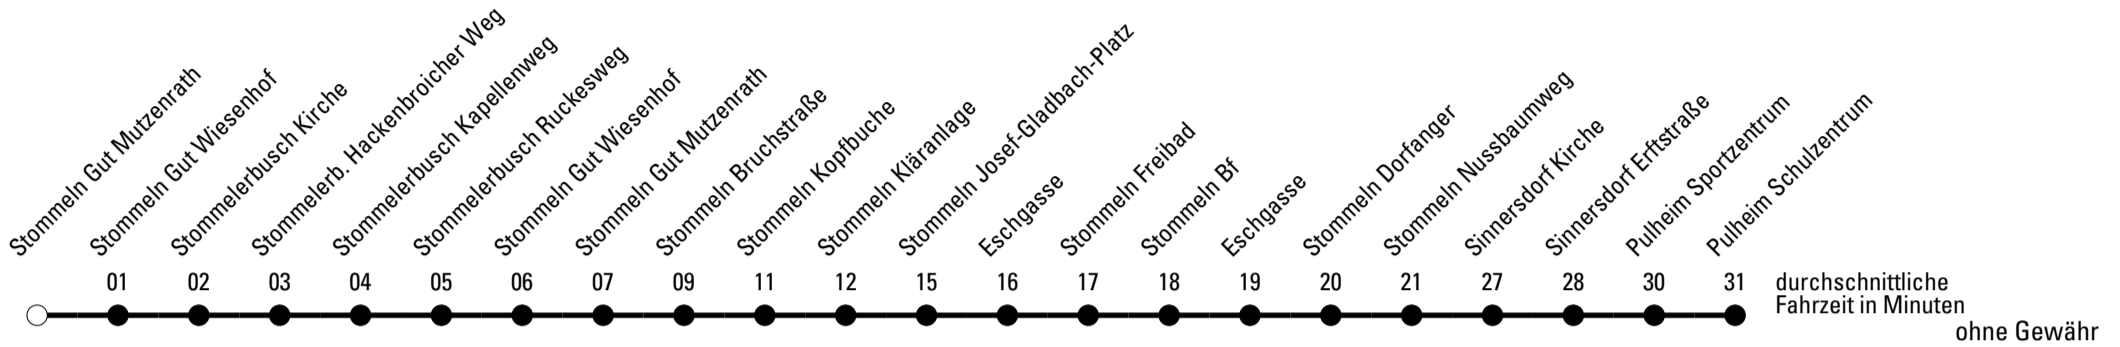 Stommeln Gut Mutzenrath
Stommeln Gut Wiesenhof
Stommelerbusch Kirche
Stommelerb. Hackenbroicher Weg
Stommelerbusch Kapellenweg
Stommelerbusch Ruckesweg
Stommeln Gut Wiesenhof
Stommeln Gut Mutzenrath
Stommeln Bruchstraße
Stommeln Kopfbuche
Stommeln Kläranlage
Stommeln Josef-Gladbach-Platz
Eschgasse
Stommeln Freibad
Stommeln Bf
Eschgasse
Stommeln Dorfanger
Stommeln Nussbaumweg
Sinnersdorf Kirche
Sinnersdorf Erftstraße
Pulheim Sportzentrum
Pulheim Schulzentrum
01 02 03 04 05 06 07 09 11 12 15 16 17 18 19 20 21 27 28 30 31 durchschnittliche
Fahrzeit in Minuten
ohne Gewähr